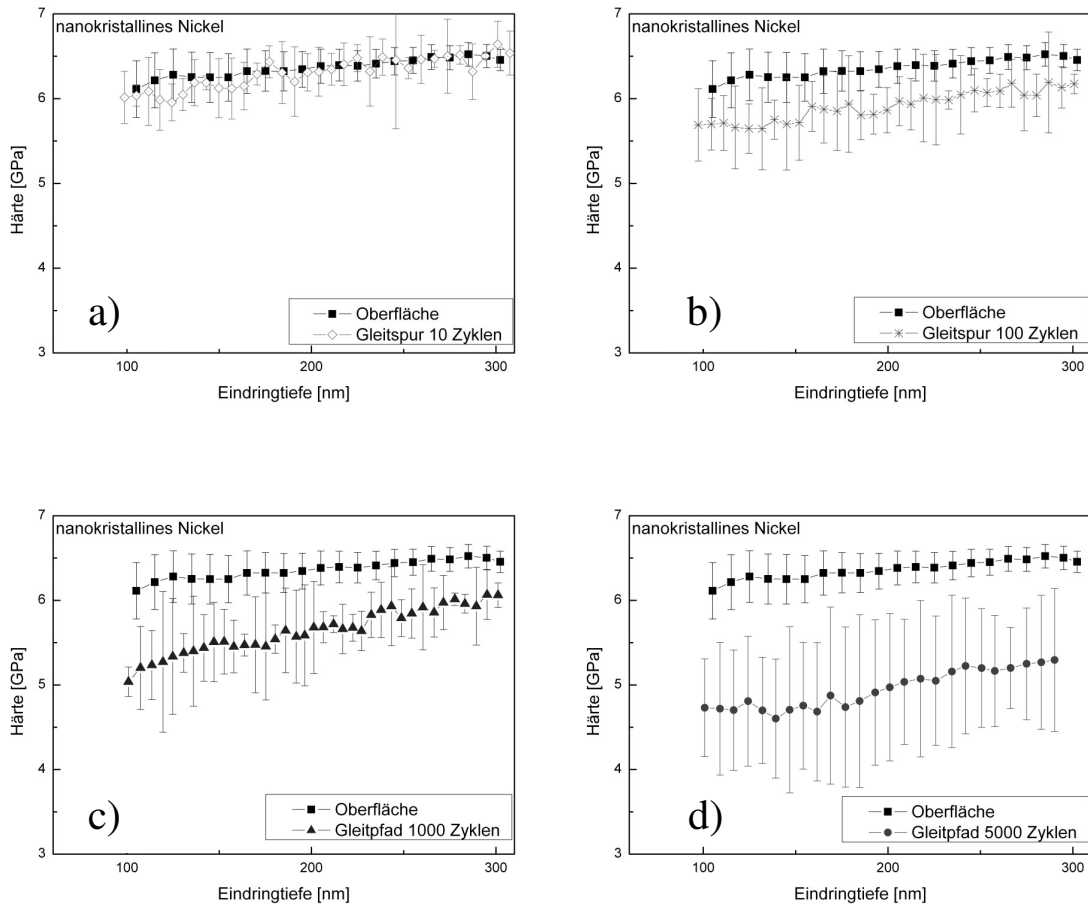 nanokristallines Nickel
7
6
5
4
3
Härte [GPa]
a)
Oberfläche
Gleitspur 10 Zyklen
100
200
300
Eindringtiefe [nm]
nanokristallines Nickel
7
6
5
4
3
Härte [GPa]
b)
Oberfläche
Gleitspur 100 Zyklen
100
200
300
Eindringtiefe [nm]
nanokristallines Nickel
7
6
5
4
3
Härte [GPa]
c)
Oberfläche
Gleitpfad 1000 Zyklen
100
200
300
Eindringtiefe [nm]
nanokristallines Nickel
7
6
5
4
3
Härte [GPa]
d)
Oberfläche
Gleitpfad 5000 Zyklen
100
200
300
Eindringtiefe [nm]